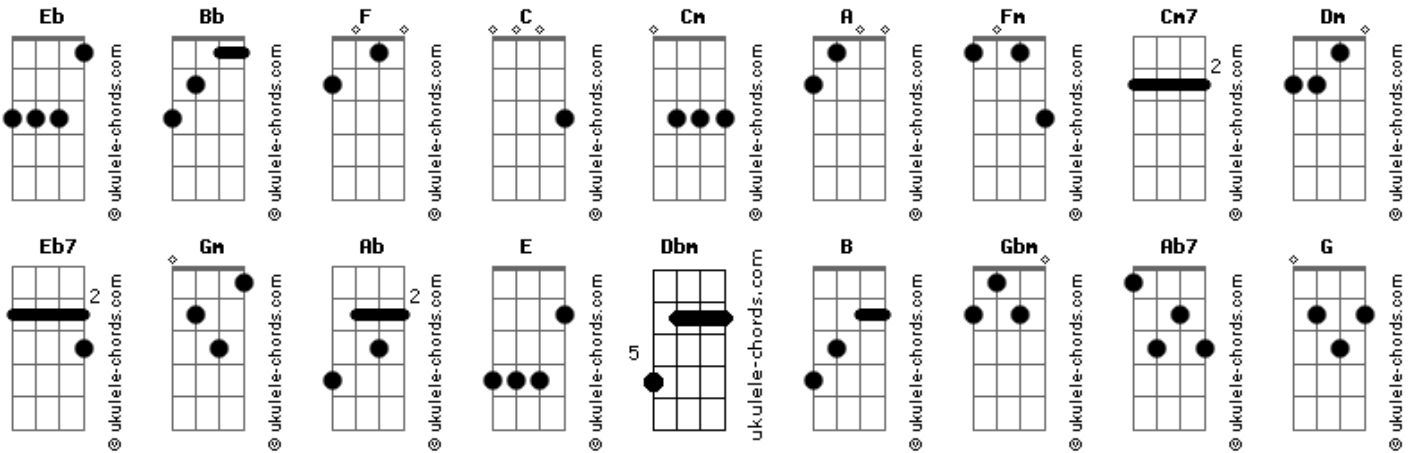 Eb Bb F C Cm A Fm Cm7 Dm
2
© ukulele-chords.com © ukulele-chords.com © ukulele-chords.com © ukulele-chords.com © ukulele-chords.com © ukulele-chords.com © ukulele-chords.com © ukulele-chords.com © ukulele-chords.com
Eb7 Gm Ab E Dbm B Gbm Ab7 G
2 2
5
© ukulele-chords.com © ukulele-chords.com © ukulele-chords.com © ukulele-chords.com ukulele-chords.com © ukulele-chords.com © ukulele-chords.com © ukulele-chords.com © ukulele-chords.com